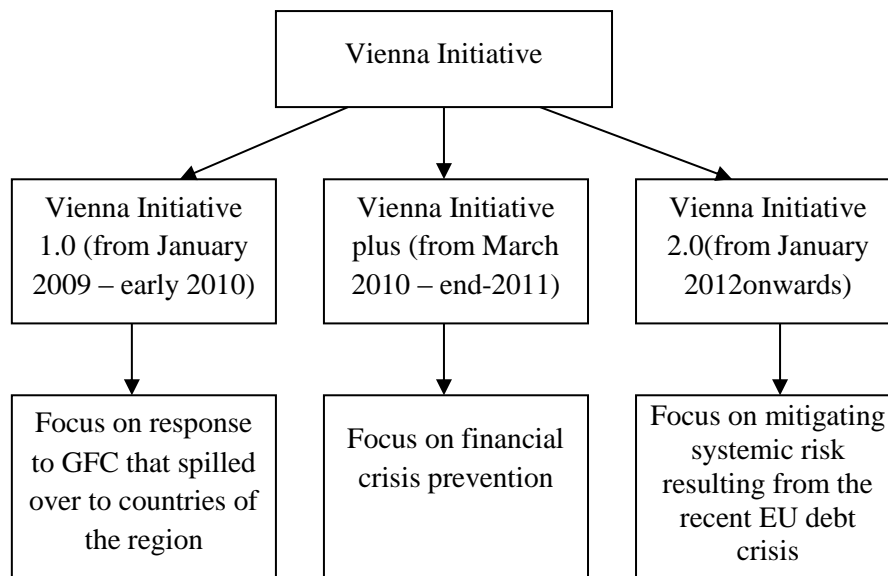 Vienna Initiative
Vienna Initiative
1.0 (from January
2009 – early 2010)
Vienna Initiative
plus (from March
2010 – end-2011)
Vienna Initiative
2.0(from January
2012onwards)
Focus on response
to GFC that spilled
over to countries of
the region
Focus on financial
crisis prevention
Focus on mitigating
systemic risk
resulting from the
recent EU debt
crisis